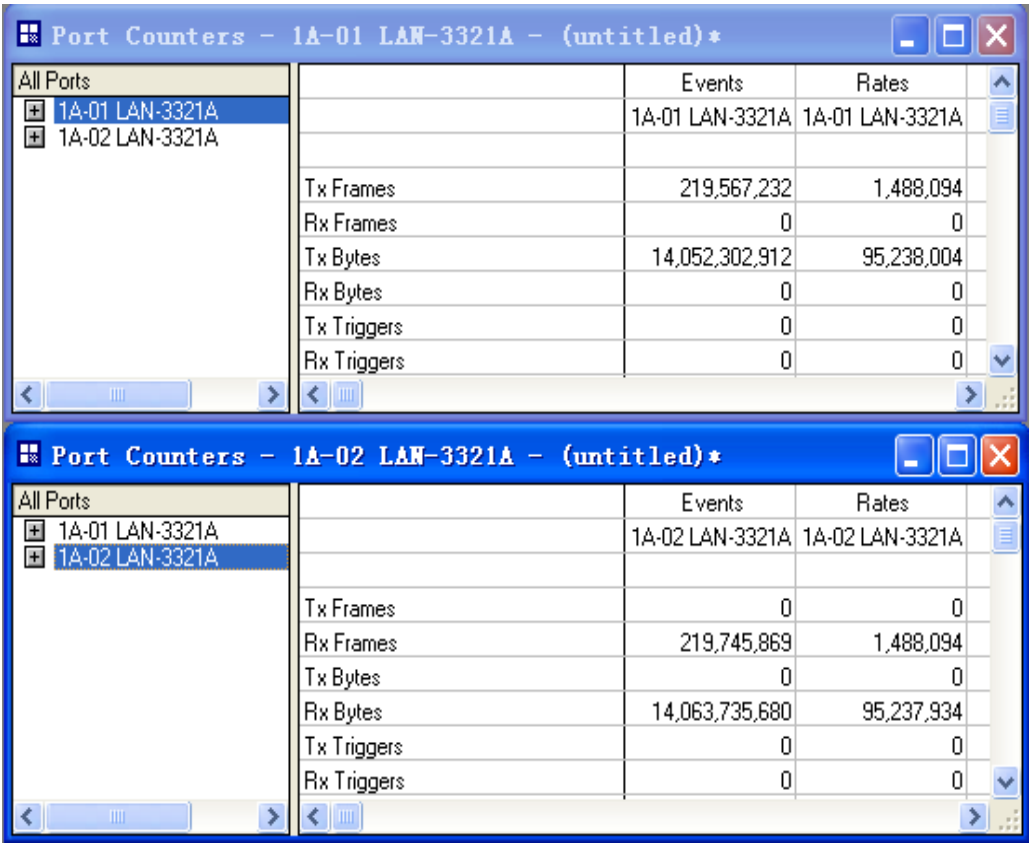 Port Counters - 1A-01 LAN-3321A - (untitled)*
All Ports
1A-01 LAN-3321A
1A-02 LAN-3321A
Events Rates
1A-01 LAN-3321A 1A-01 LAN-3321A
Tx Frames 219,567,232 1,488,094
Rx Frames 0 0
Tx Bytes 14,052,302,912 95,238,004
Rx Bytes 0 0
Tx Triggers 0 0
Rx Triggers 0 0
Port Counters - 1A-02 LAN-3321A - (untitled)*
All Ports
1A-01 LAN-3321A
1A-02 LAN-3321A
Events Rates
1A-02 LAN-3321A 1A-02 LAN-3321A
Tx Frames 0 0
Rx Frames 219,745,869 1,488,094
Tx Bytes 0 0
Rx Bytes 14,063,735,680 95,237,934
Tx Triggers 0 0
Rx Triggers 0 0